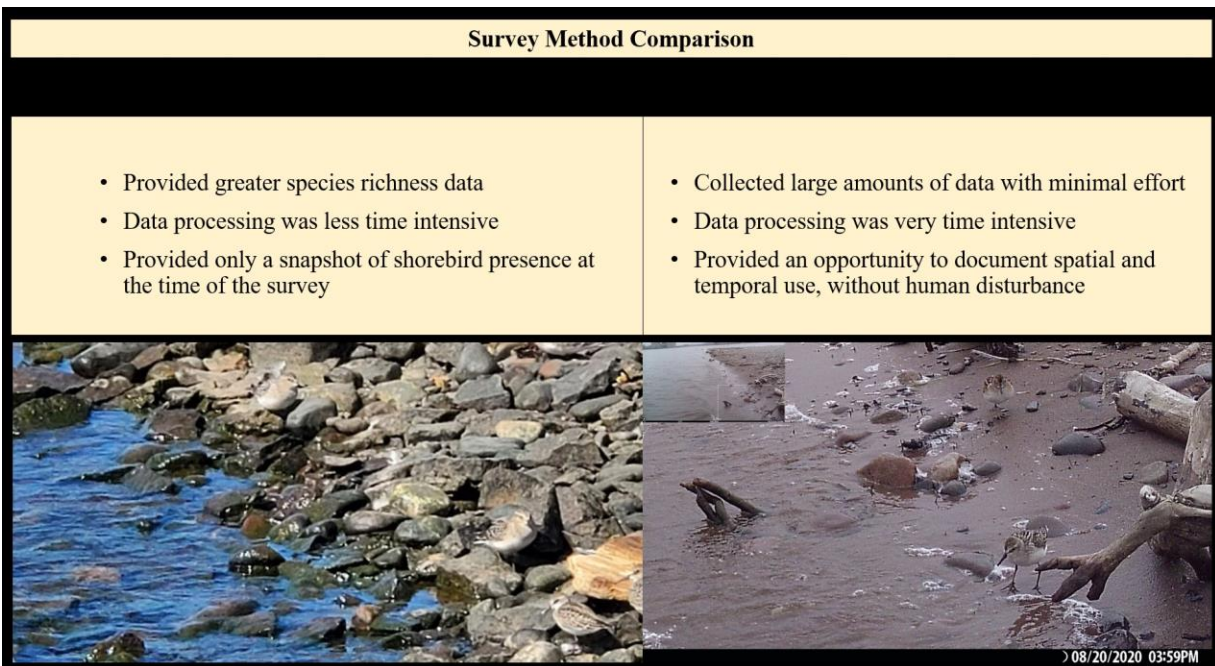 Survey Method Comparison
• Provided greater species richness data
• Data processing was less time intensive
• Provided only a snapshot of shorebird presence at
the time of the survey
• Collected large amounts of data with minimal effort
• Data processing was very time intensive
• Provided an opportunity to document spatial and
temporal use, without human disturbance
08/20/2020 03:59PM